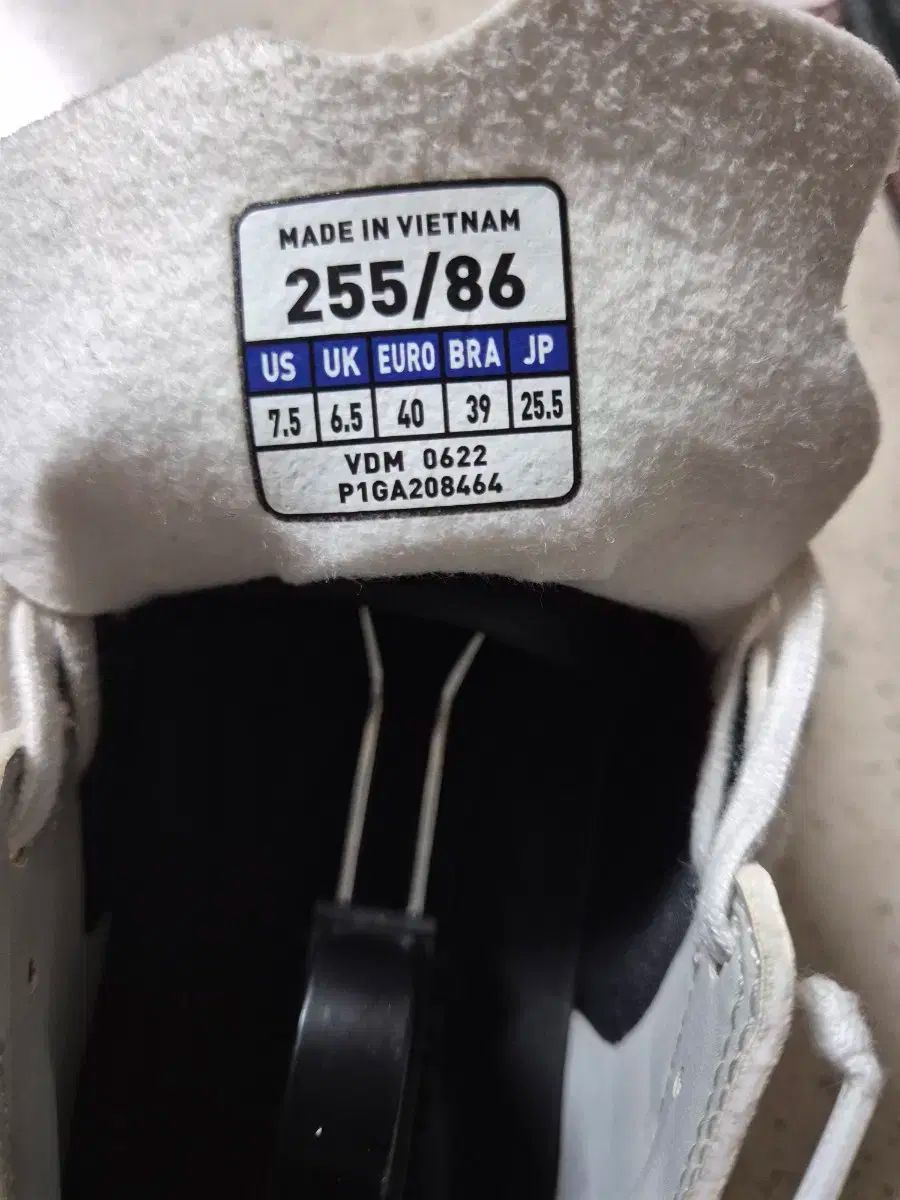 MADE IN VIETNAM
255/86
US UK EURO BRA JP
7.5 6.5 40 39 25.5
VDM 0622
P1GA208464